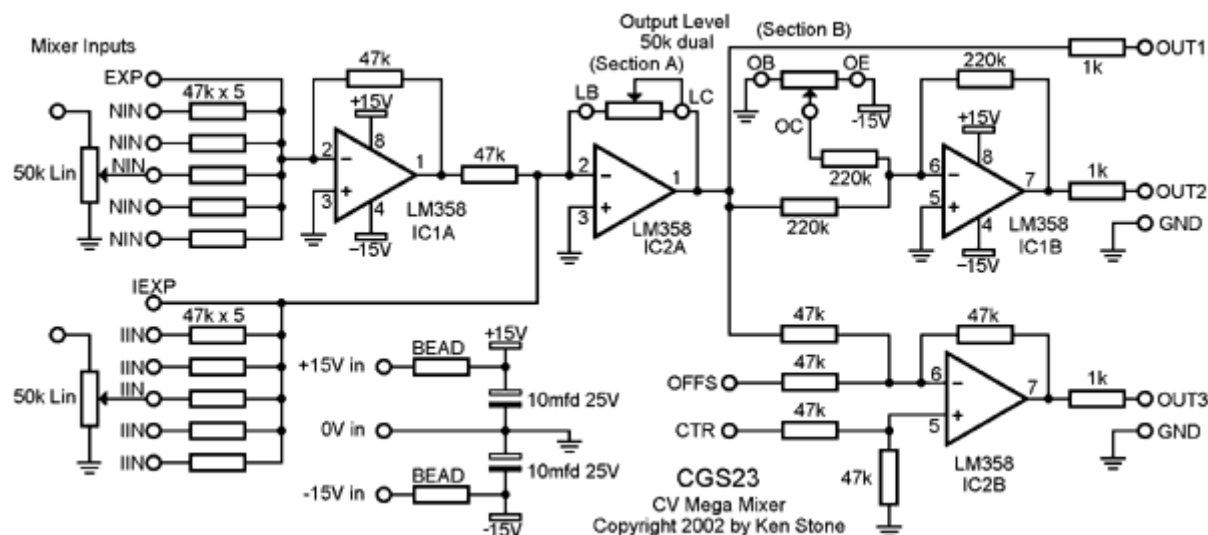 Mixer Inputs
EXP
NIN
NIN
NIN
NIN
NIN
47k x 5
50k Lin
47k
+15V
2
3
8
1
4
−
+
LM358
IC1A
−15V
47k
Output Level
50k dual
(Section A)
LB
LC
2
3
1
−
+
LM358
IC2A
(Section B)
OB
OE
OC
-15V
220k
220k
220k
+15V
6
5
8
7
4
−
+
LM358
IC1B
−15V
1k
OUT1
1k
OUT2
GND
IEXP
IIN
IIN
IIN
IIN
IIN
47k x 5
50k Lin
+15V in
BEAD
+15V
10mfd 25V
0V in
10mfd 25V
-15V in
BEAD
-15V
47k
OFFS
47k
CTR
47k
47k
47k
6
5
7
−
+
LM358
IC2B
1k
OUT3
GND
CGS23
CV Mega Mixer
Copyright 2002 by Ken Stone